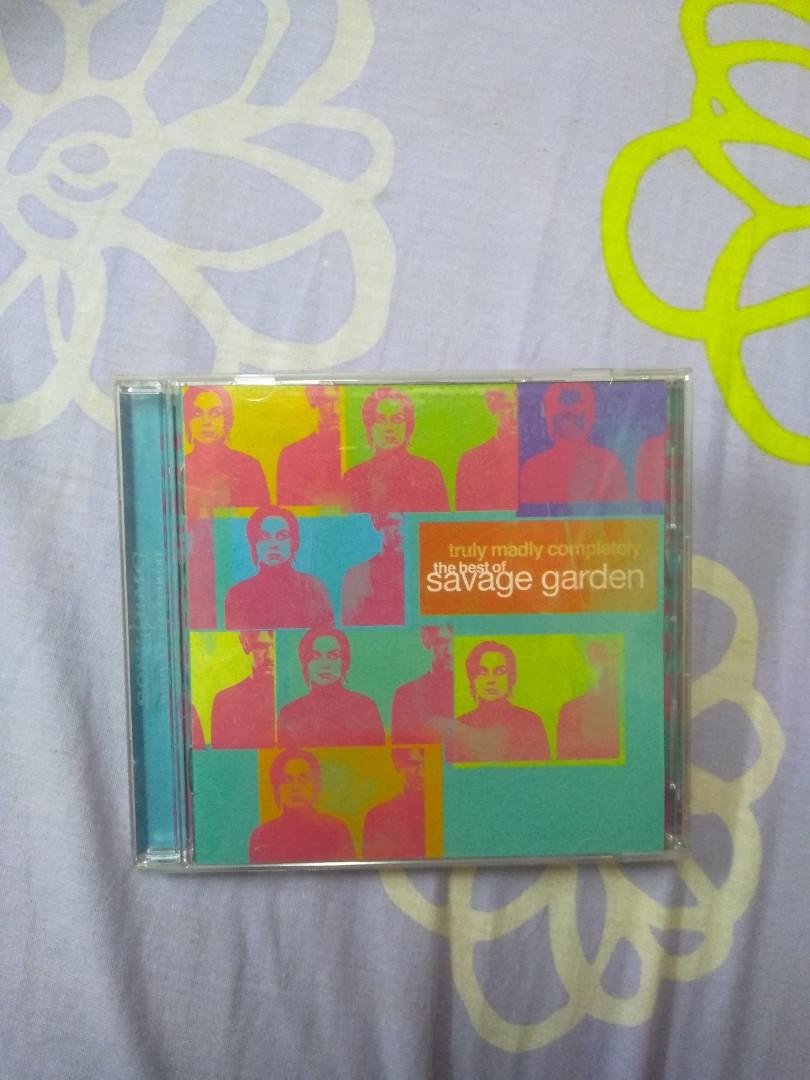 truly madly completely
the best of
savage garden